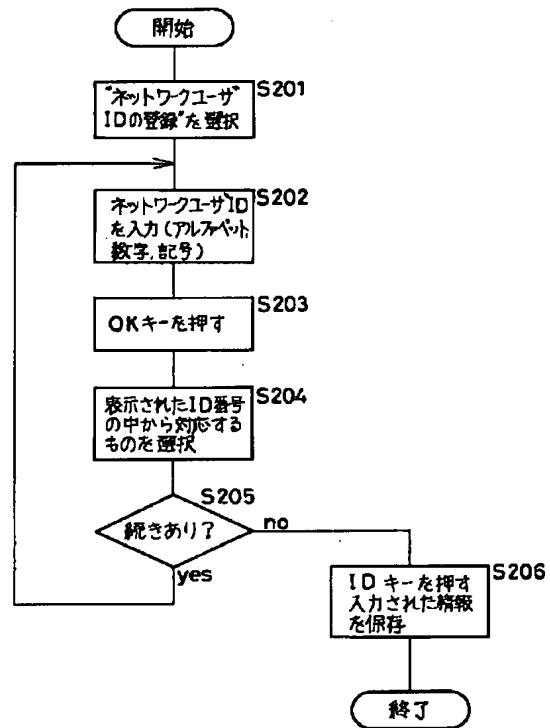 開始
S201
"ネットワークユーザ"
IDの登録"を選択
S202
ネットワークユーザID
を入力(アルファベット,
数字,記号)
S203
OKキーを押す
S204
表示されたID番号
の中から対応する
ものを選択
S205
続きあり?
no
yes
S206
IDキーを押す
入力された情報
を保存
終了